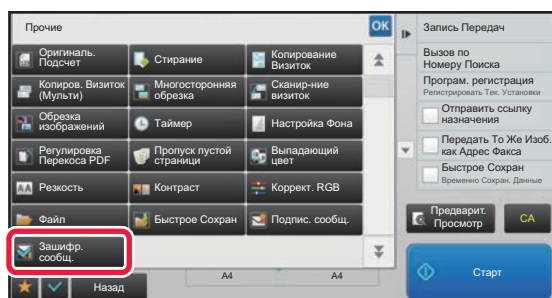 Прочие
OK
Оригиналь.
Подсчет
Стирание
Копирование
Визиток
Копиров. Визиток
(Мульти)
Многосторонняя
обрезка
Сканир-ние
визиток
Обрезка
изображений
Таймер
Настройка Фона
Регулировка
Перекоса PDF
Пропуск пустой
страници
Выпадающий
цвет
AA Резкость
Контраст
Коррект. RGB
Файл
Быстрое Сохран
Подпис. сообщ.
Зашифр.
сообщ.
Назад
A4
A4
Запись Передач
Вызов по
Номеру Поиска
Програм. регистрация
Регистрировать Тек. Установки
Отправить ссылку
назначения
Передать То Же Изоб.
как Адрес Факса
Быстрое Сохран
Временно Сохран. Данные
Предварит.
Просмотр
CA
Старт